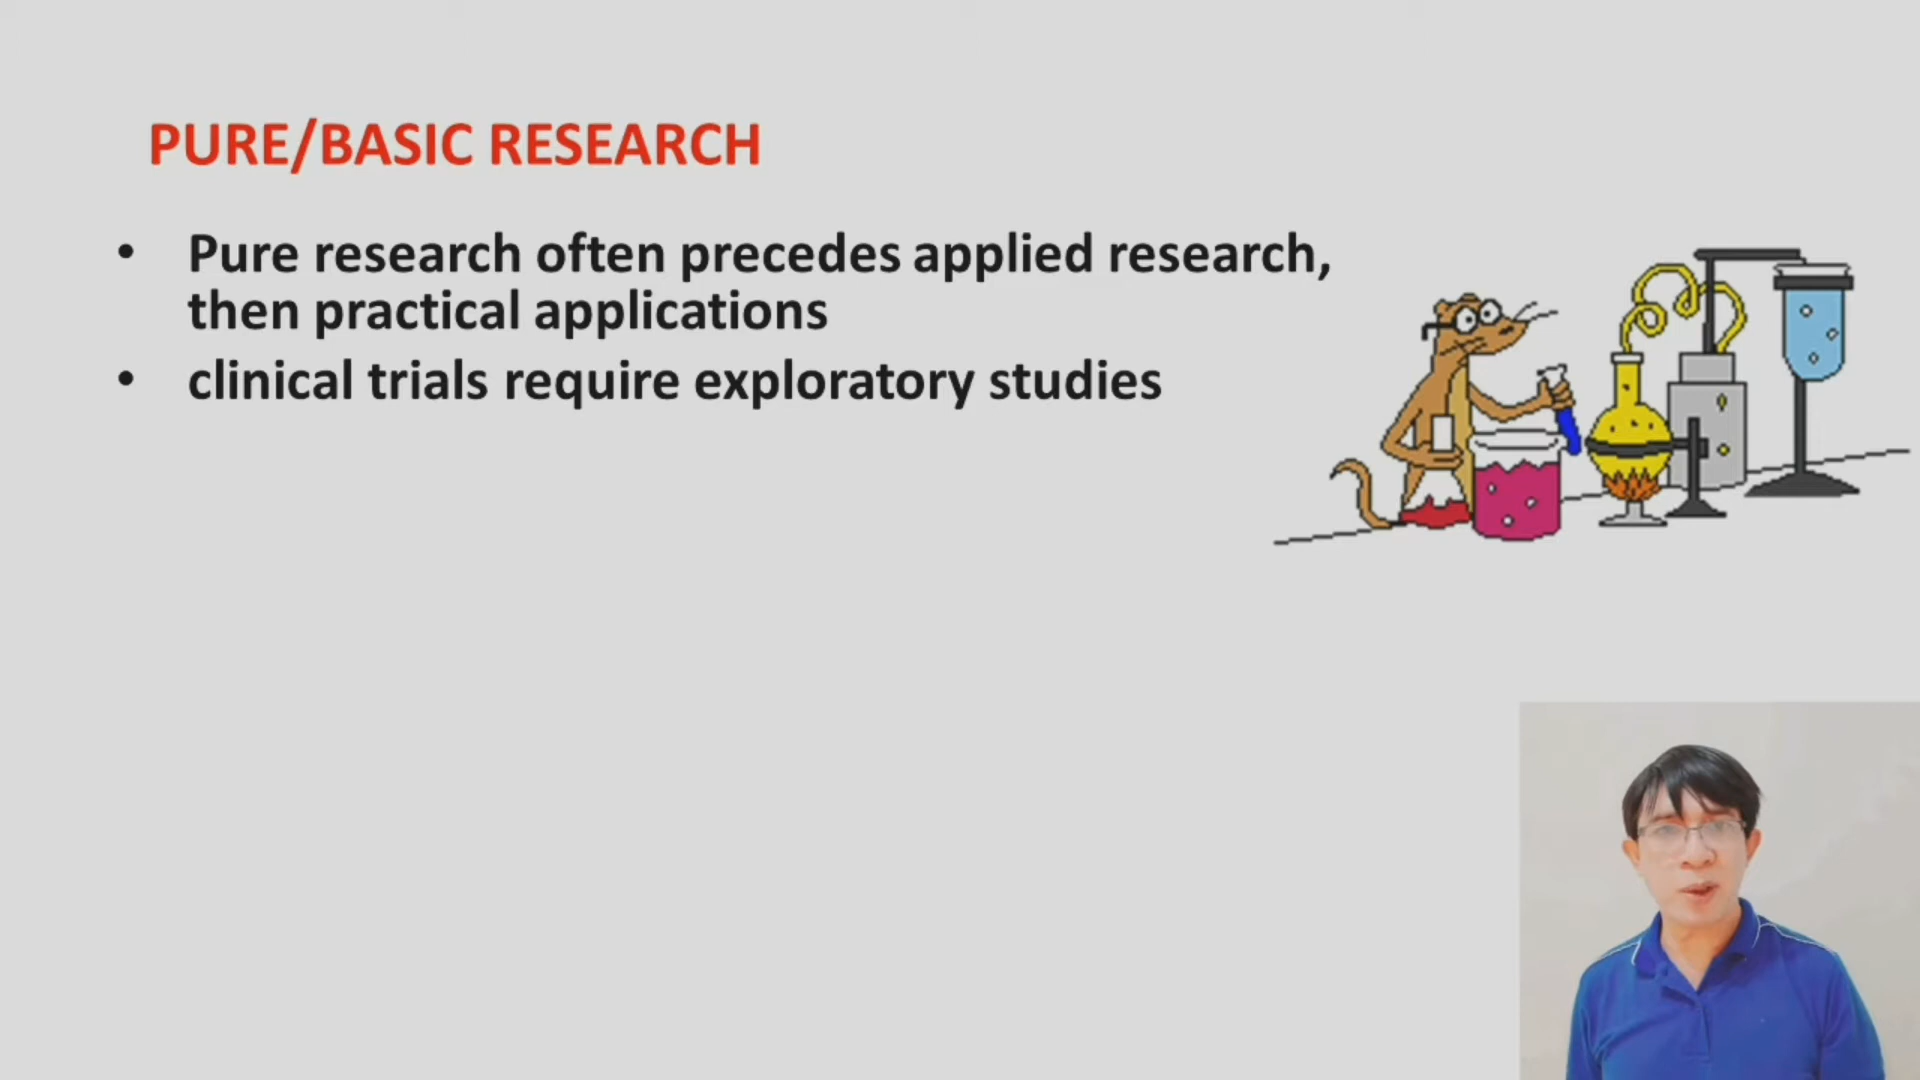 PURE/BASIC RESEARCH
• Pure research often precedes applied research,
then practical applications
• clinical trials require exploratory studies